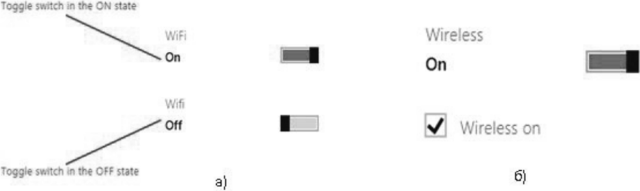 Toggle switch in the ON state
WiFi
On
Wifi
Off
Toggle switch in the OFF state
а)
Wireless
On
Wireless on
б)